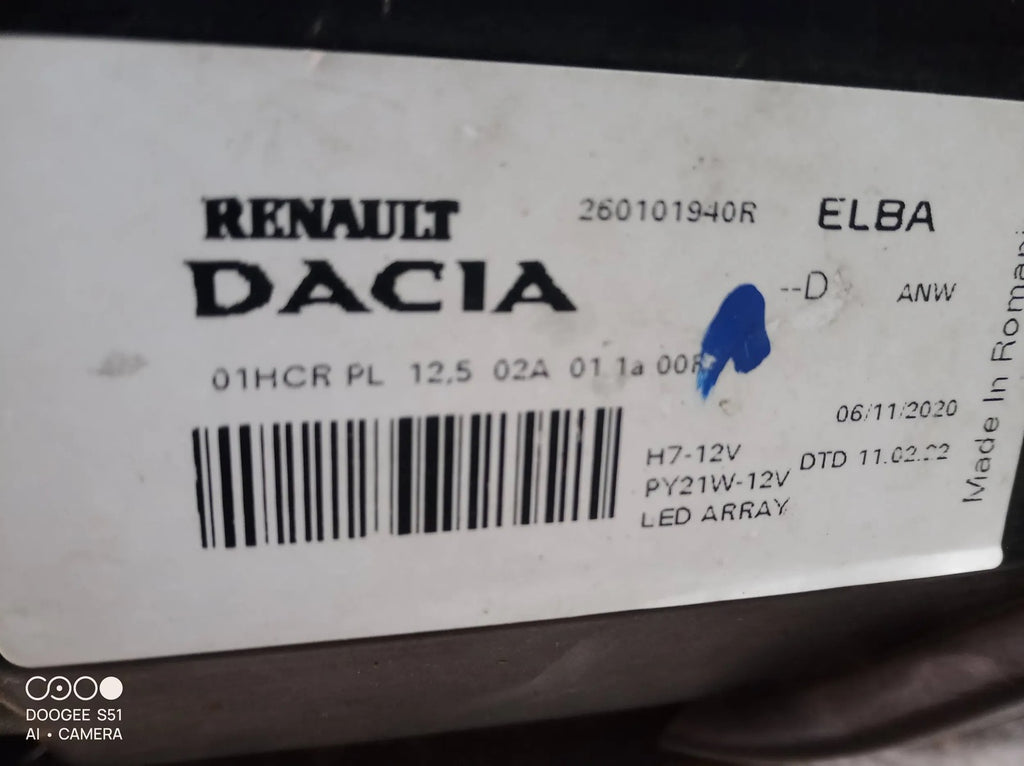 RENAULT
DACIA
260101940R
ELBA
--D
ANW
01HCR PL 12,5 02A 01 1a 00R
06/11/2020
H7-12V
DTD
PY21W-12V
LED ARRAY
Made In
DOOGEE S51
AI • CAMERA